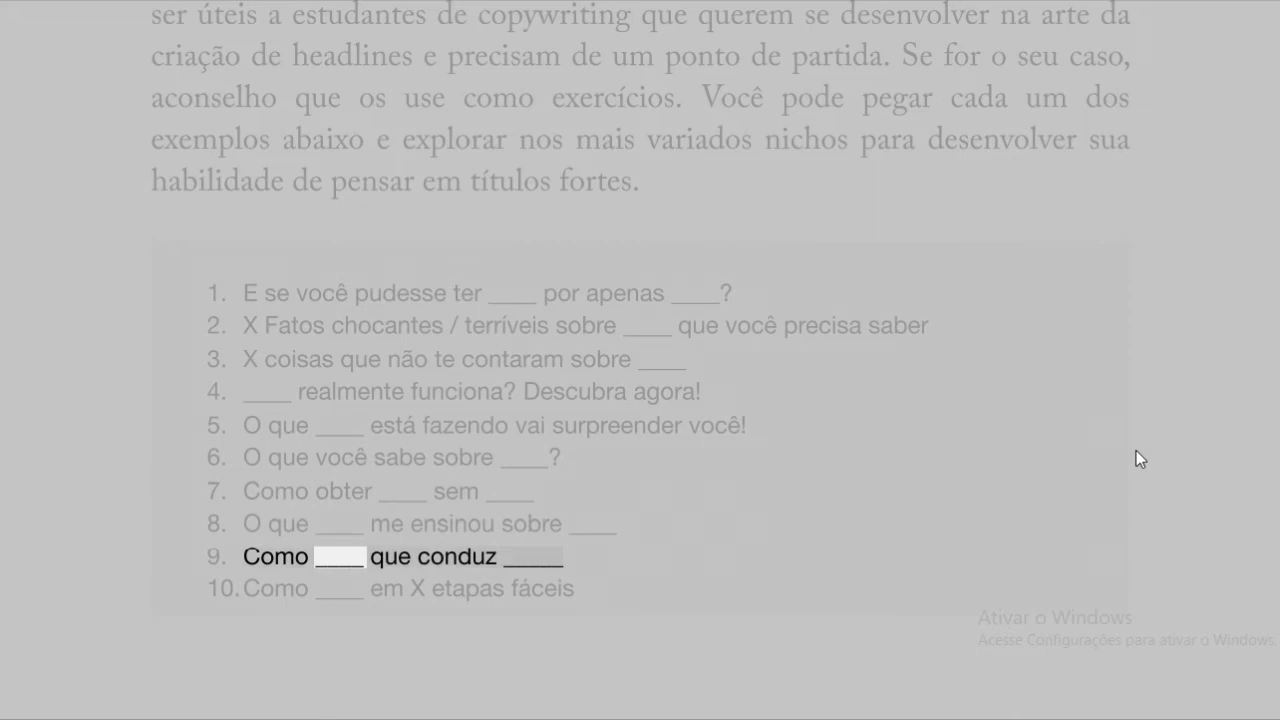 ser úteis a estudantes de copywriting que querem se desenvolver na arte da
criação de headlines e precisam de um ponto de partida. Se for o seu caso,
aconselho que os use como exercícios. Você pode pegar cada um dos
exemplos abaixo e explorar nos mais variados nichos para desenvolver sua
habilidade de pensar em títulos fortes.
1. E se você pudesse ter ____ por apenas ____?
2. X Fatos chocantes / terríveis sobre ____ que você precisa saber
3. X coisas que não te contaram sobre ____
4. ____ realmente funciona? Descubra agora!
5. O que ____ está fazendo vai surpreender você!
6. O que você sabe sobre ____?
7. Como obter ____ sem ____
8. O que ____ me ensinou sobre ____
9. Como ____ que conduz _____
10. Como ____ em X etapas fáceis
Ativar o Windows
Acesse Configurações para ativar o Windows.